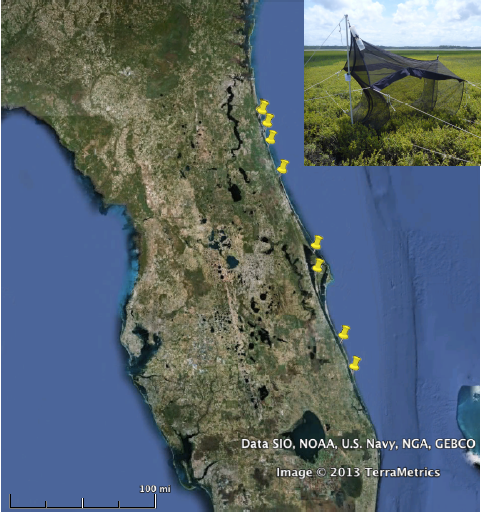 Data SIO, NOAA, U.S. Navy, NGA, GEBCO
Image © 2013 TerraMetrics
100 mi